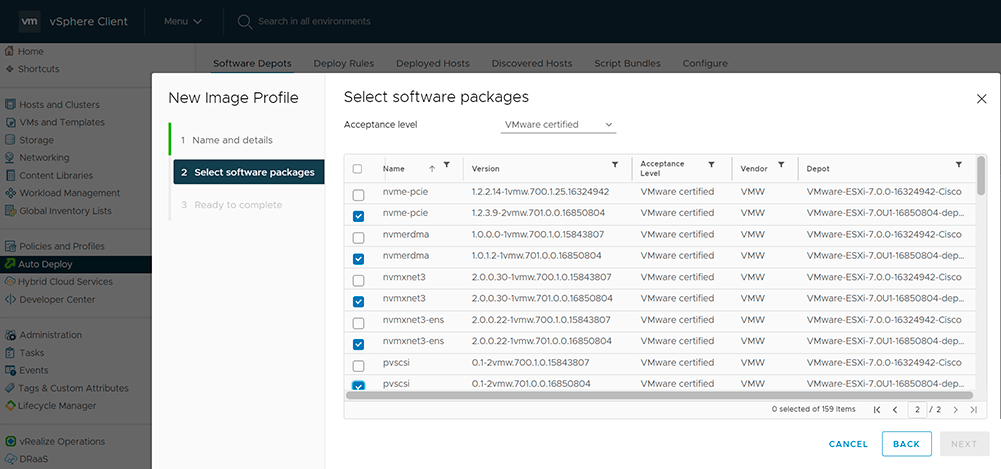 vm vSphere Client Menu Search in all environments
Home
Shortcuts
Hosts and Clusters
VMs and Templates
Storage
Networking
Content Libraries
Workload Management
Global Inventory Lists
Policies and Profiles
Auto Deploy
Hybrid Cloud Services
Developer Center
Administration
Tasks
Events
Tags & Custom Attributes
Lifecycle Manager
vRealize Operations
DRaaS
Software Depots Deploy Rules Deployed Hosts Discovered Hosts Script Bundles Configure
New Image Profile
1 Name and details
2 Select software packages
3 Ready to complete
Select software packages
Acceptance level VMware certified
Name Version Acceptance Level Vendor Depot
nvme-pcie 1.2.2.14-1vmw.700.1.25.16324942 VMware certified VMW VMware-ESXi-7.0.0-16324942-Cisco
nvme-pcie 1.2.3.9-2vmw.701.0.0.16850804 VMware certified VMW VMware-ESXi-7.0U1-16850804-dep...
nvmerdma 1.0.0.0-1vmw.700.1.0.15843807 VMware certified VMW VMware-ESXi-7.0.0-16324942-Cisco
nvmerdma 1.0.1.2-1vmw.701.0.0.16850804 VMware certified VMW VMware-ESXi-7.0U1-16850804-dep...
nvmxnet3 2.0.0.30-1vmw.700.1.0.15843807 VMware certified VMW VMware-ESXi-7.0.0-16324942-Cisco
nvmxnet3 2.0.0.30-1vmw.701.0.0.16850804 VMware certified VMW VMware-ESXi-7.0U1-16850804-dep...
nvmxnet3-ens 2.0.0.22-1vmw.700.1.0.15843807 VMware certified VMW VMware-ESXi-7.0.0-16324942-Cisco
nvmxnet3-ens 2.0.0.22-1vmw.701.0.0.16850804 VMware certified VMW VMware-ESXi-7.0U1-16850804-dep...
pvscsi 0.1-2vmw.700.1.0.15843807 VMware certified VMW VMware-ESXi-7.0.0-16324942-Cisco
pvscsi 0.1-2vmw.701.0.0.16850804 VMware certified VMW VMware-ESXi-7.0U1-16850804-dep...
0 selected of 159 items 2 / 2
CANCEL BACK NEXT